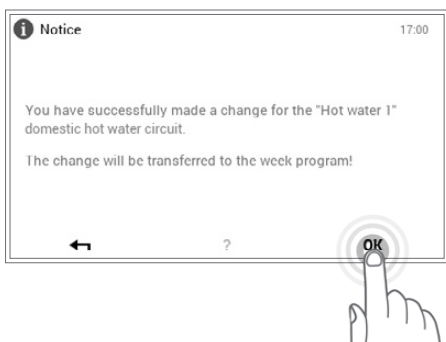 i Notice 17:00
You have successfully made a change for the "Hot water 1"
domestic hot water circuit.
The change will be transferred to the week program!
? OK